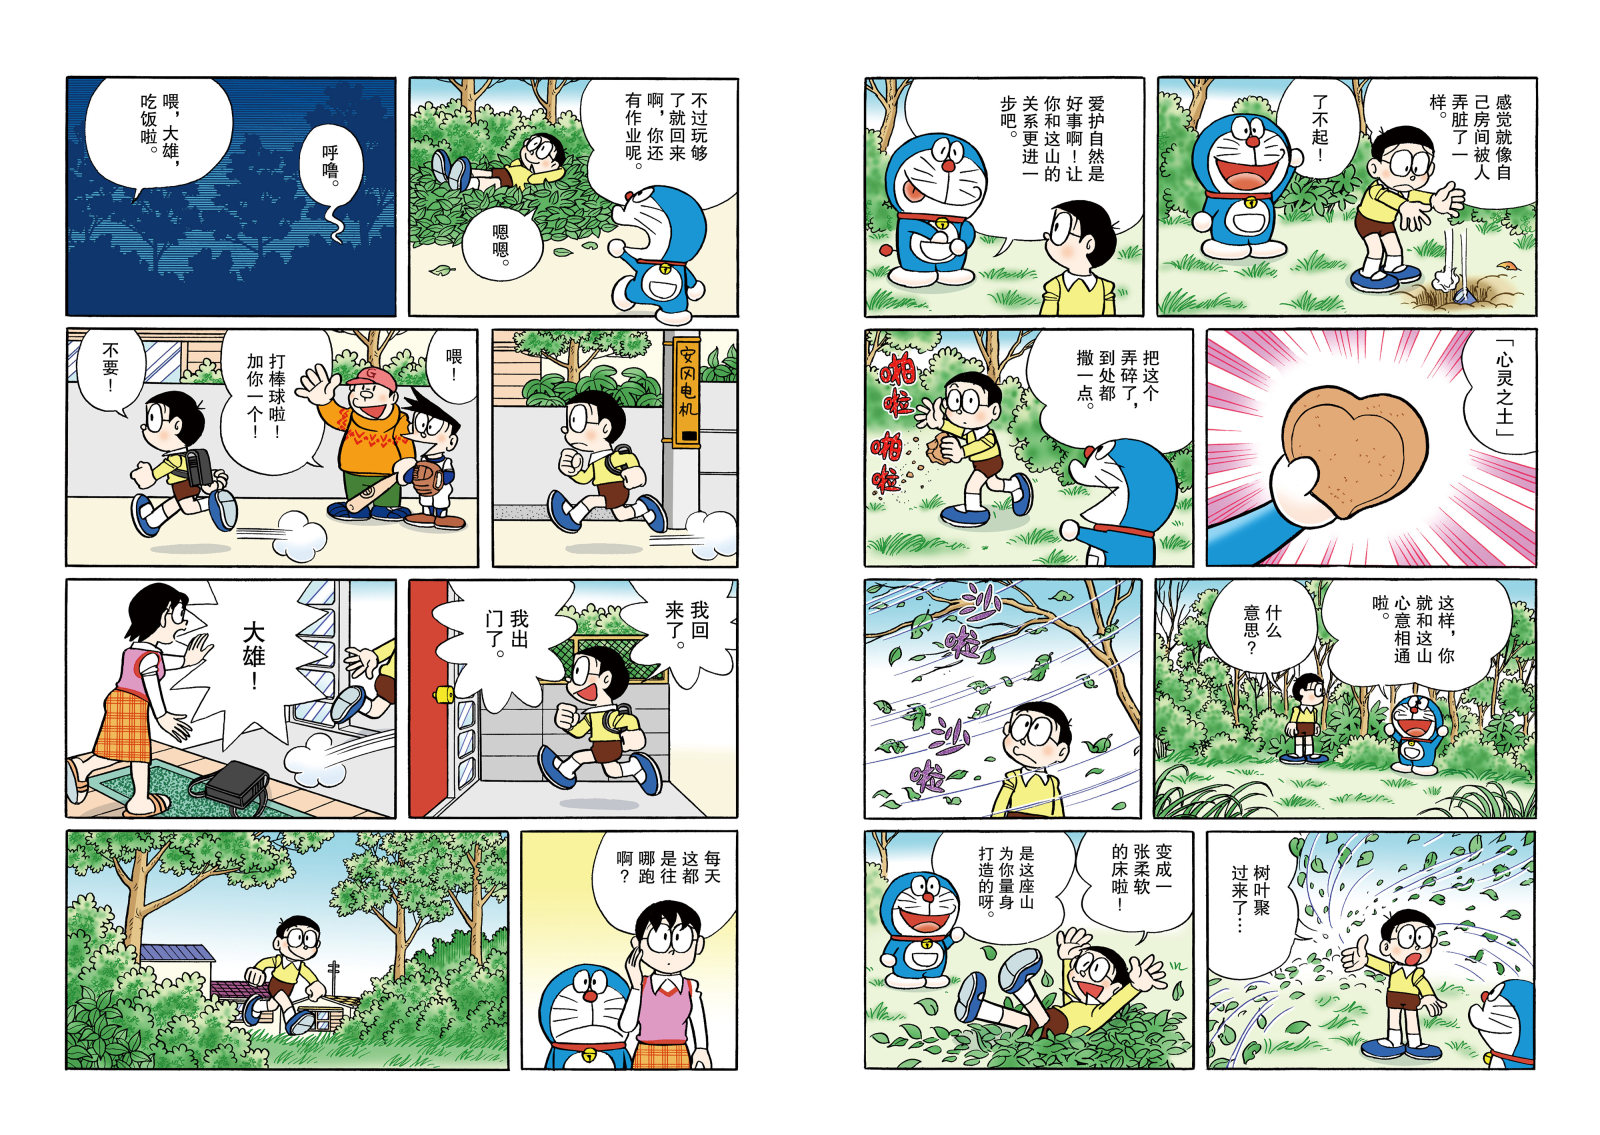 感觉就像自
己房间被人
弄脏了一
样。
了不起！
爱护自然是
好事啊！让
你和这山的
关系更进一
步吧。
「心灵之土」
把这个
弄碎了，
到处都
撒一点。
啪啦
啪啦
这样，你
就和这山
心意相通
啦。
什么
意思？
沙啦
沙啦
树叶聚
过来了…
变成一
张柔软
的床啦！
是这座山
为你量身
打造的呀。
不过玩够
了就回来
啊，你还
有作业呢。
嗯嗯。
呼噜。
喂，大雄，
吃饭啦。
安冈电机
喂！
G
打棒球啦！
加你一个！
不要！
我回
来了。
我出
门了。
大雄！
每天
这都
是往
哪跑
啊？